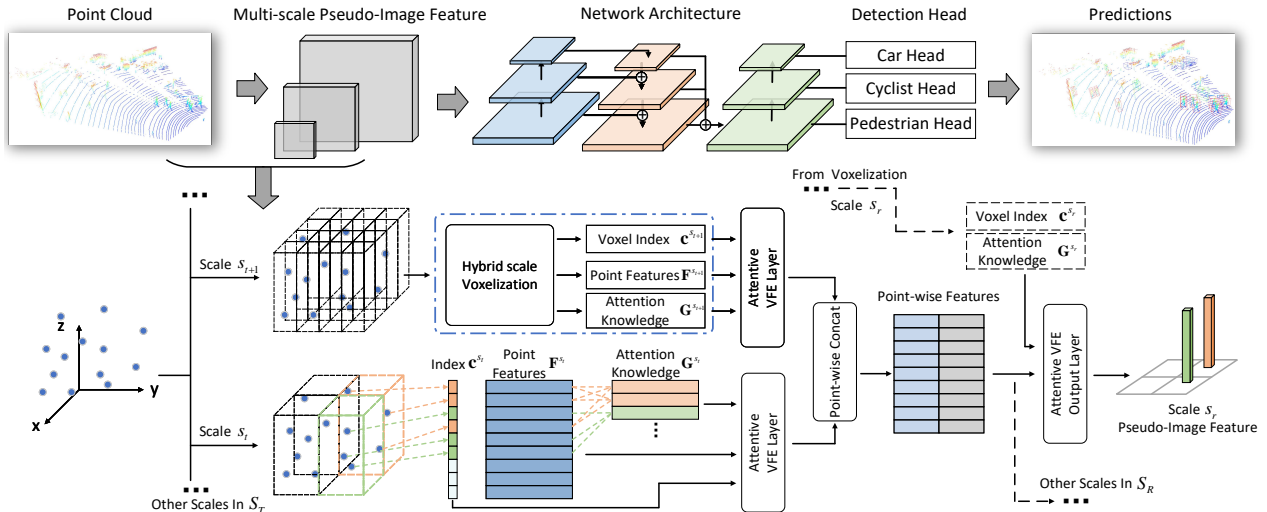 Point Cloud
Multi-scale Pseudo-Image Feature
Network Architecture
Detection Head
Predictions
Car Head
Cyclist Head
Pedestrian Head
From Voxelization
Scale s_r
Voxel Index c^{s_r}
Attention
Knowledge G^{s_r}
Scale s_{t+1}
Hybrid scale
Voxelization
Voxel Index c^{s_{t+1}}
Point Features F^{s_{t+1}}
Attention
Knowledge G^{s_{t+1}}
Attentive
VFE Layer
Point-wise Concat
Point-wise Features
Attentive VFE
Output Layer
Scale s_r
Pseudo-Image Feature
z
y
x
Scale s_t
Index c^{s_t}
Point
Features F^{s_t}
Attention
Knowledge G^{s_t}
Attentive
VFE Layer
Other Scales In S_T
Other Scales In S_R